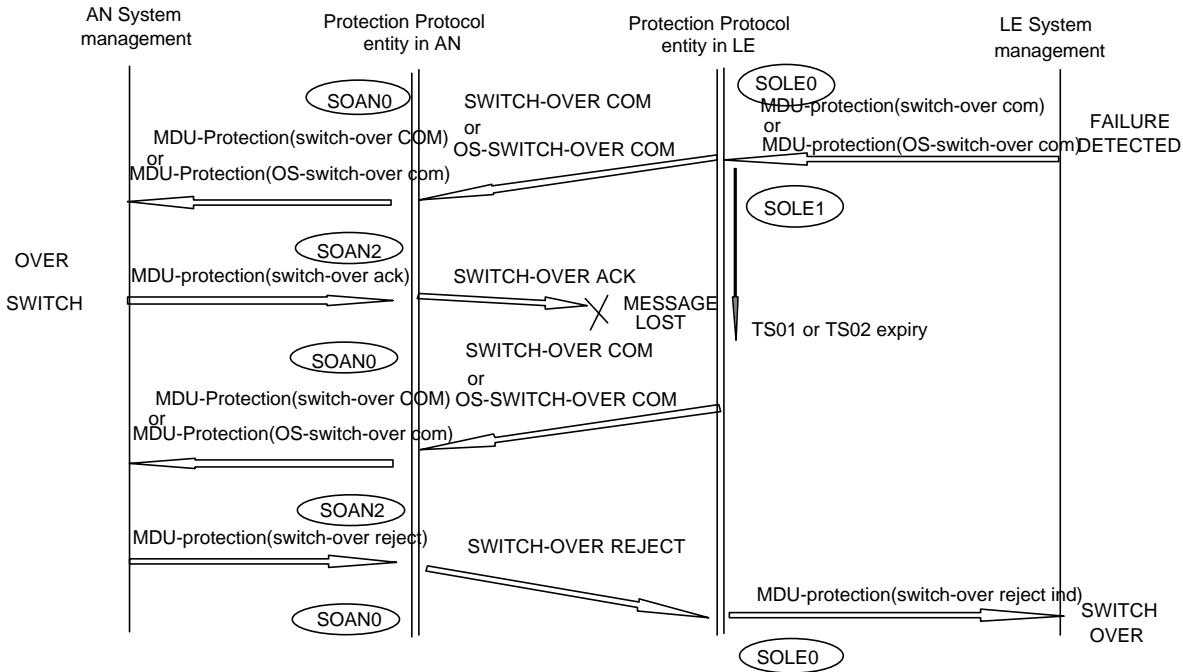 AN System
management
Protection Protocol
entity in AN
Protection Protocol
entity in LE
LE System
management
SOAN0
SWITCH-OVER COM
or
OS-SWITCH-OVER COM
SOLE0
MDU-protection(switch-over com)
or
MDU-protection(OS-switch-over com)
FAILURE
DETECTED
MDU-Protection(switch-over COM)
or
MDU-Protection(OS-switch-over com)
SOLE1
SOAN2
OVER
SWITCH
MDU-protection(switch-over ack)
SWITCH-OVER ACK
MESSAGE
LOST
TS01 or TS02 expiry
SOAN0
SWITCH-OVER COM
or
OS-SWITCH-OVER COM
MDU-Protection(switch-over COM)
or
MDU-Protection(OS-switch-over com)
SOAN2
MDU-protection(switch-over reject)
SWITCH-OVER REJECT
MDU-protection(switch-over reject ind)
SWITCH
OVER
SOAN0
SOLE0